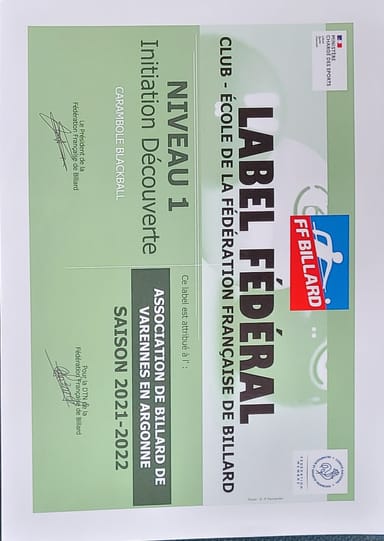 MINISTÈRE
CHARGÉ DES SPORTS
FFBILLARD
LABEL FÉDÉRAL
CLUB - ÉCOLE DE LA FÉDÉRATION FRANÇAISE DE BILLARD
NIVEAU 1
Initiation Découverte
CARAMBOLE BLACKBALL
Ce label est attribué à l' :
ASSOCIATION DE BILLARD DE
VARENNES EN ARGONNE
SAISON 2021-2022
Le Président de la
Fédération Française de Billard
Pour la DTN de la
Fédération Française de Billard